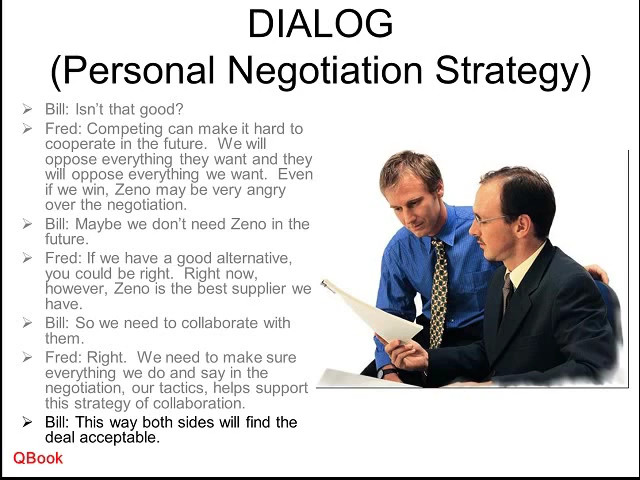 DIALOG
(Personal Negotiation Strategy)
Bill: Isn't that good?
Fred: Competing can make it hard to
cooperate in the future.  We will
oppose everything they want and they
will oppose everything we want.  Even
if we win, Zeno may be very angry
over the negotiation.
Bill: Maybe we don't need Zeno in the
future.
Fred: If we have a good alternative,
you could be right.  Right now,
however, Zeno is the best supplier we
have.
Bill: So we need to collaborate with
them.
Fred: Right.  We need to make sure
everything we do and say in the
negotiation, our tactics, helps support
this strategy of collaboration.
Bill: This way both sides will find the
deal acceptable.
QBook